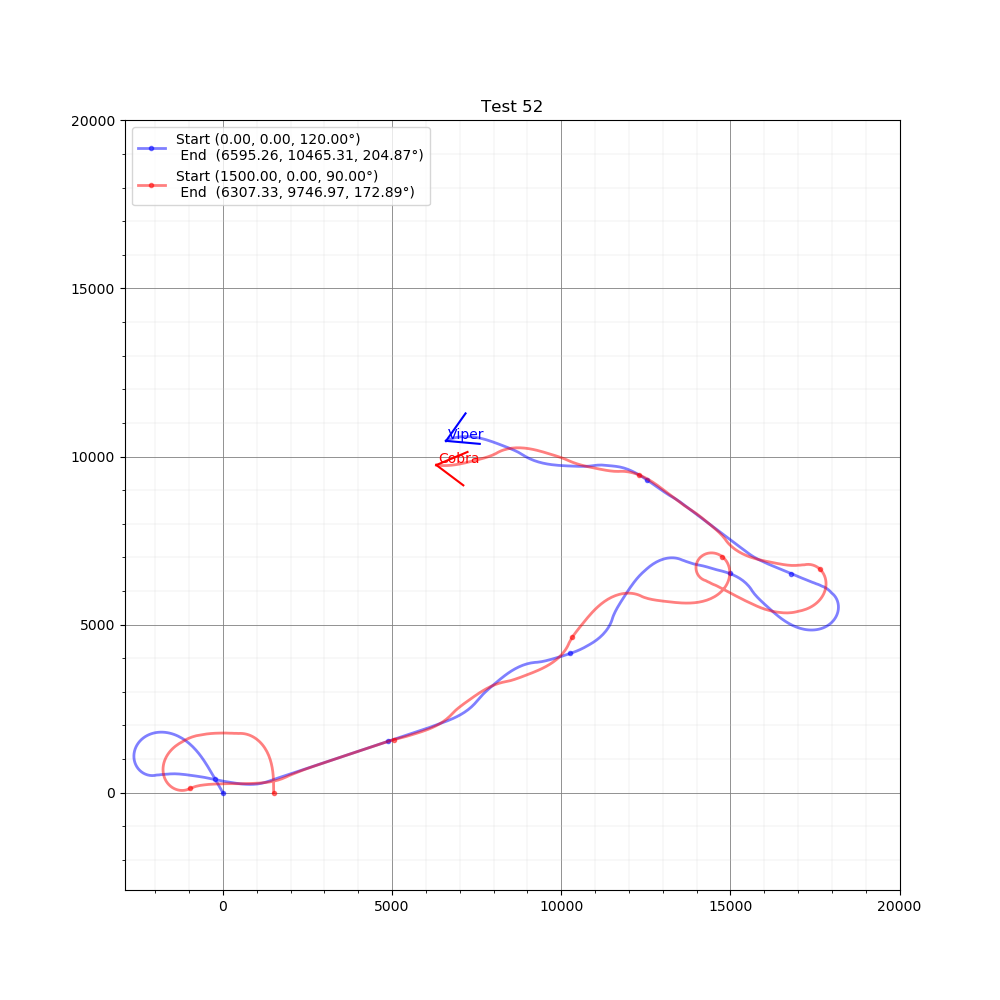 Test 52
Start (0.00, 0.00, 120.00°)
End (6595.26, 10465.31, 204.87°)
Start (1500.00, 0.00, 90.00°)
End (6307.33, 9746.97, 172.89°)
20000
15000
10000
5000
0
Viper
Cobra
0 5000 10000 15000 20000